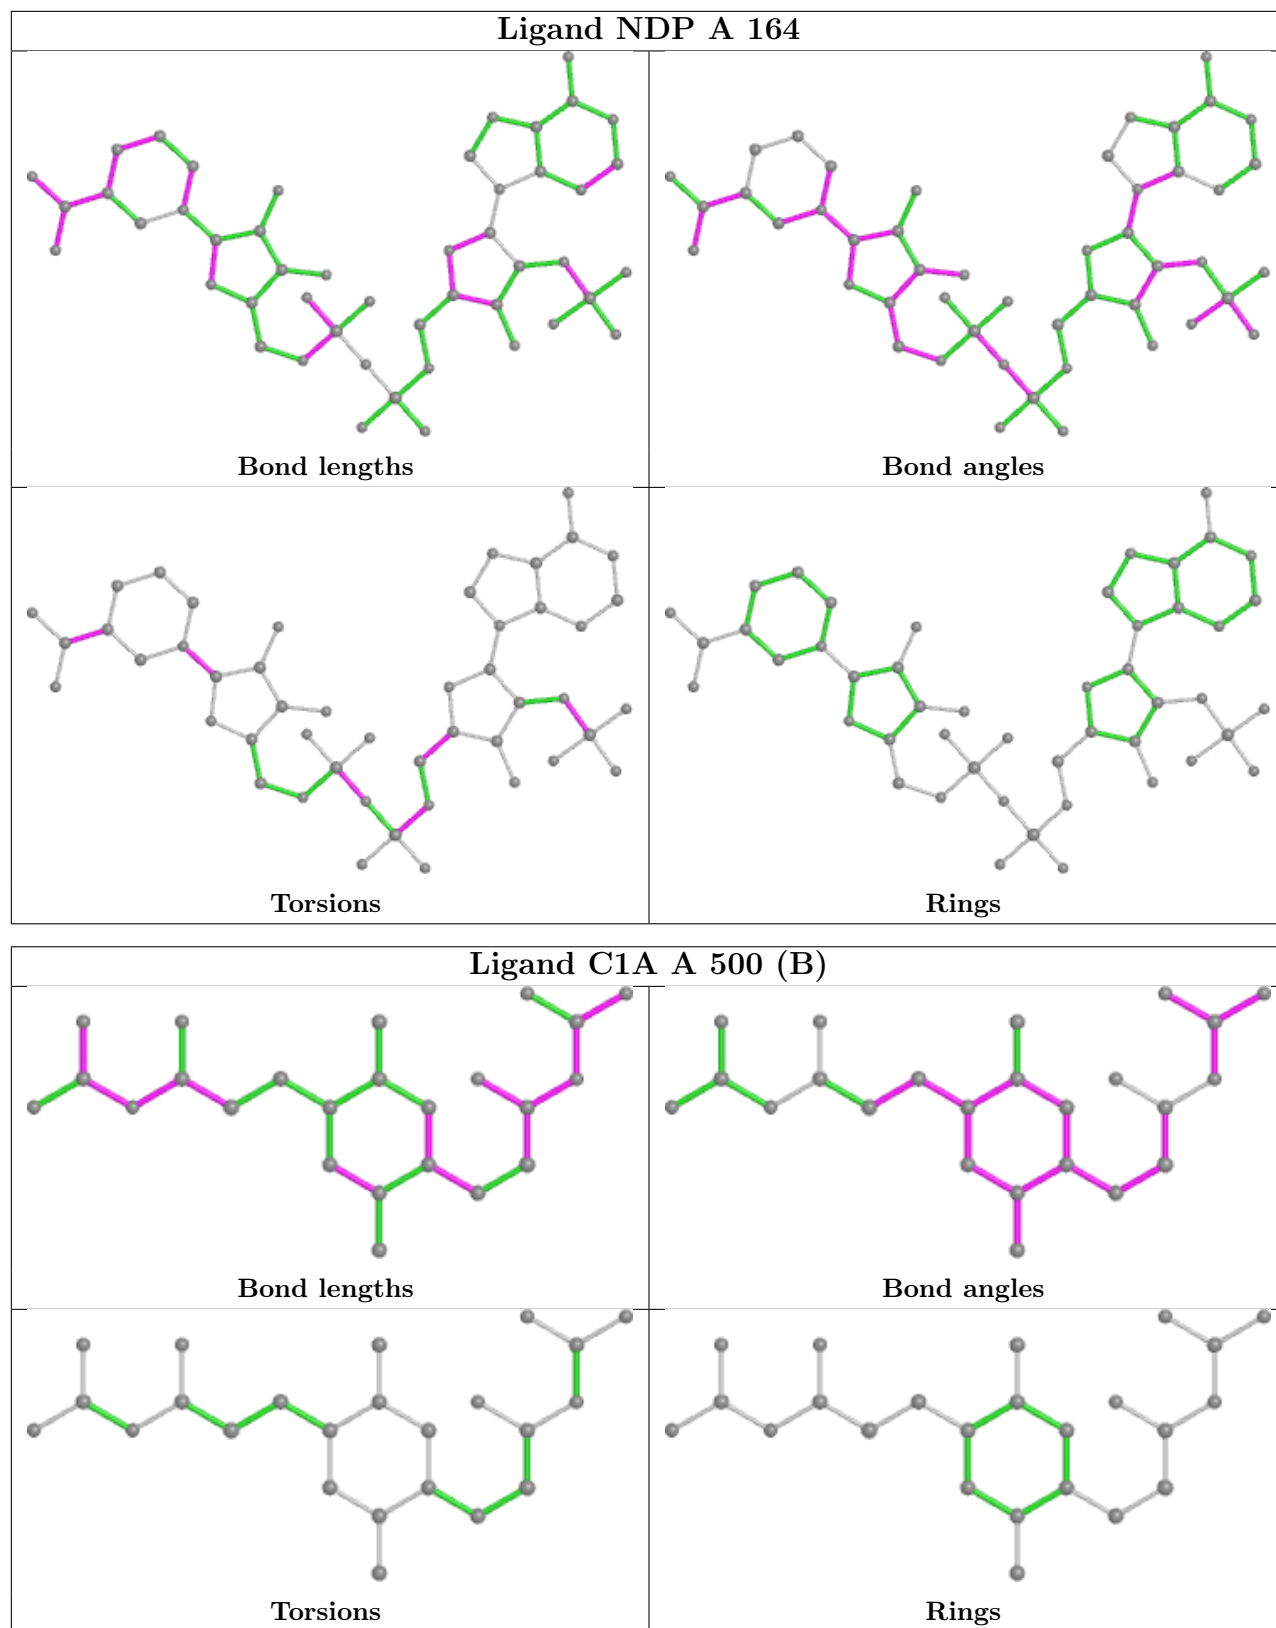 Ligand NDP A 164
Bond lengths
Bond angles
Torsions
Rings
Ligand C1A A 500 (B)
Bond lengths
Bond angles
Torsions
Rings